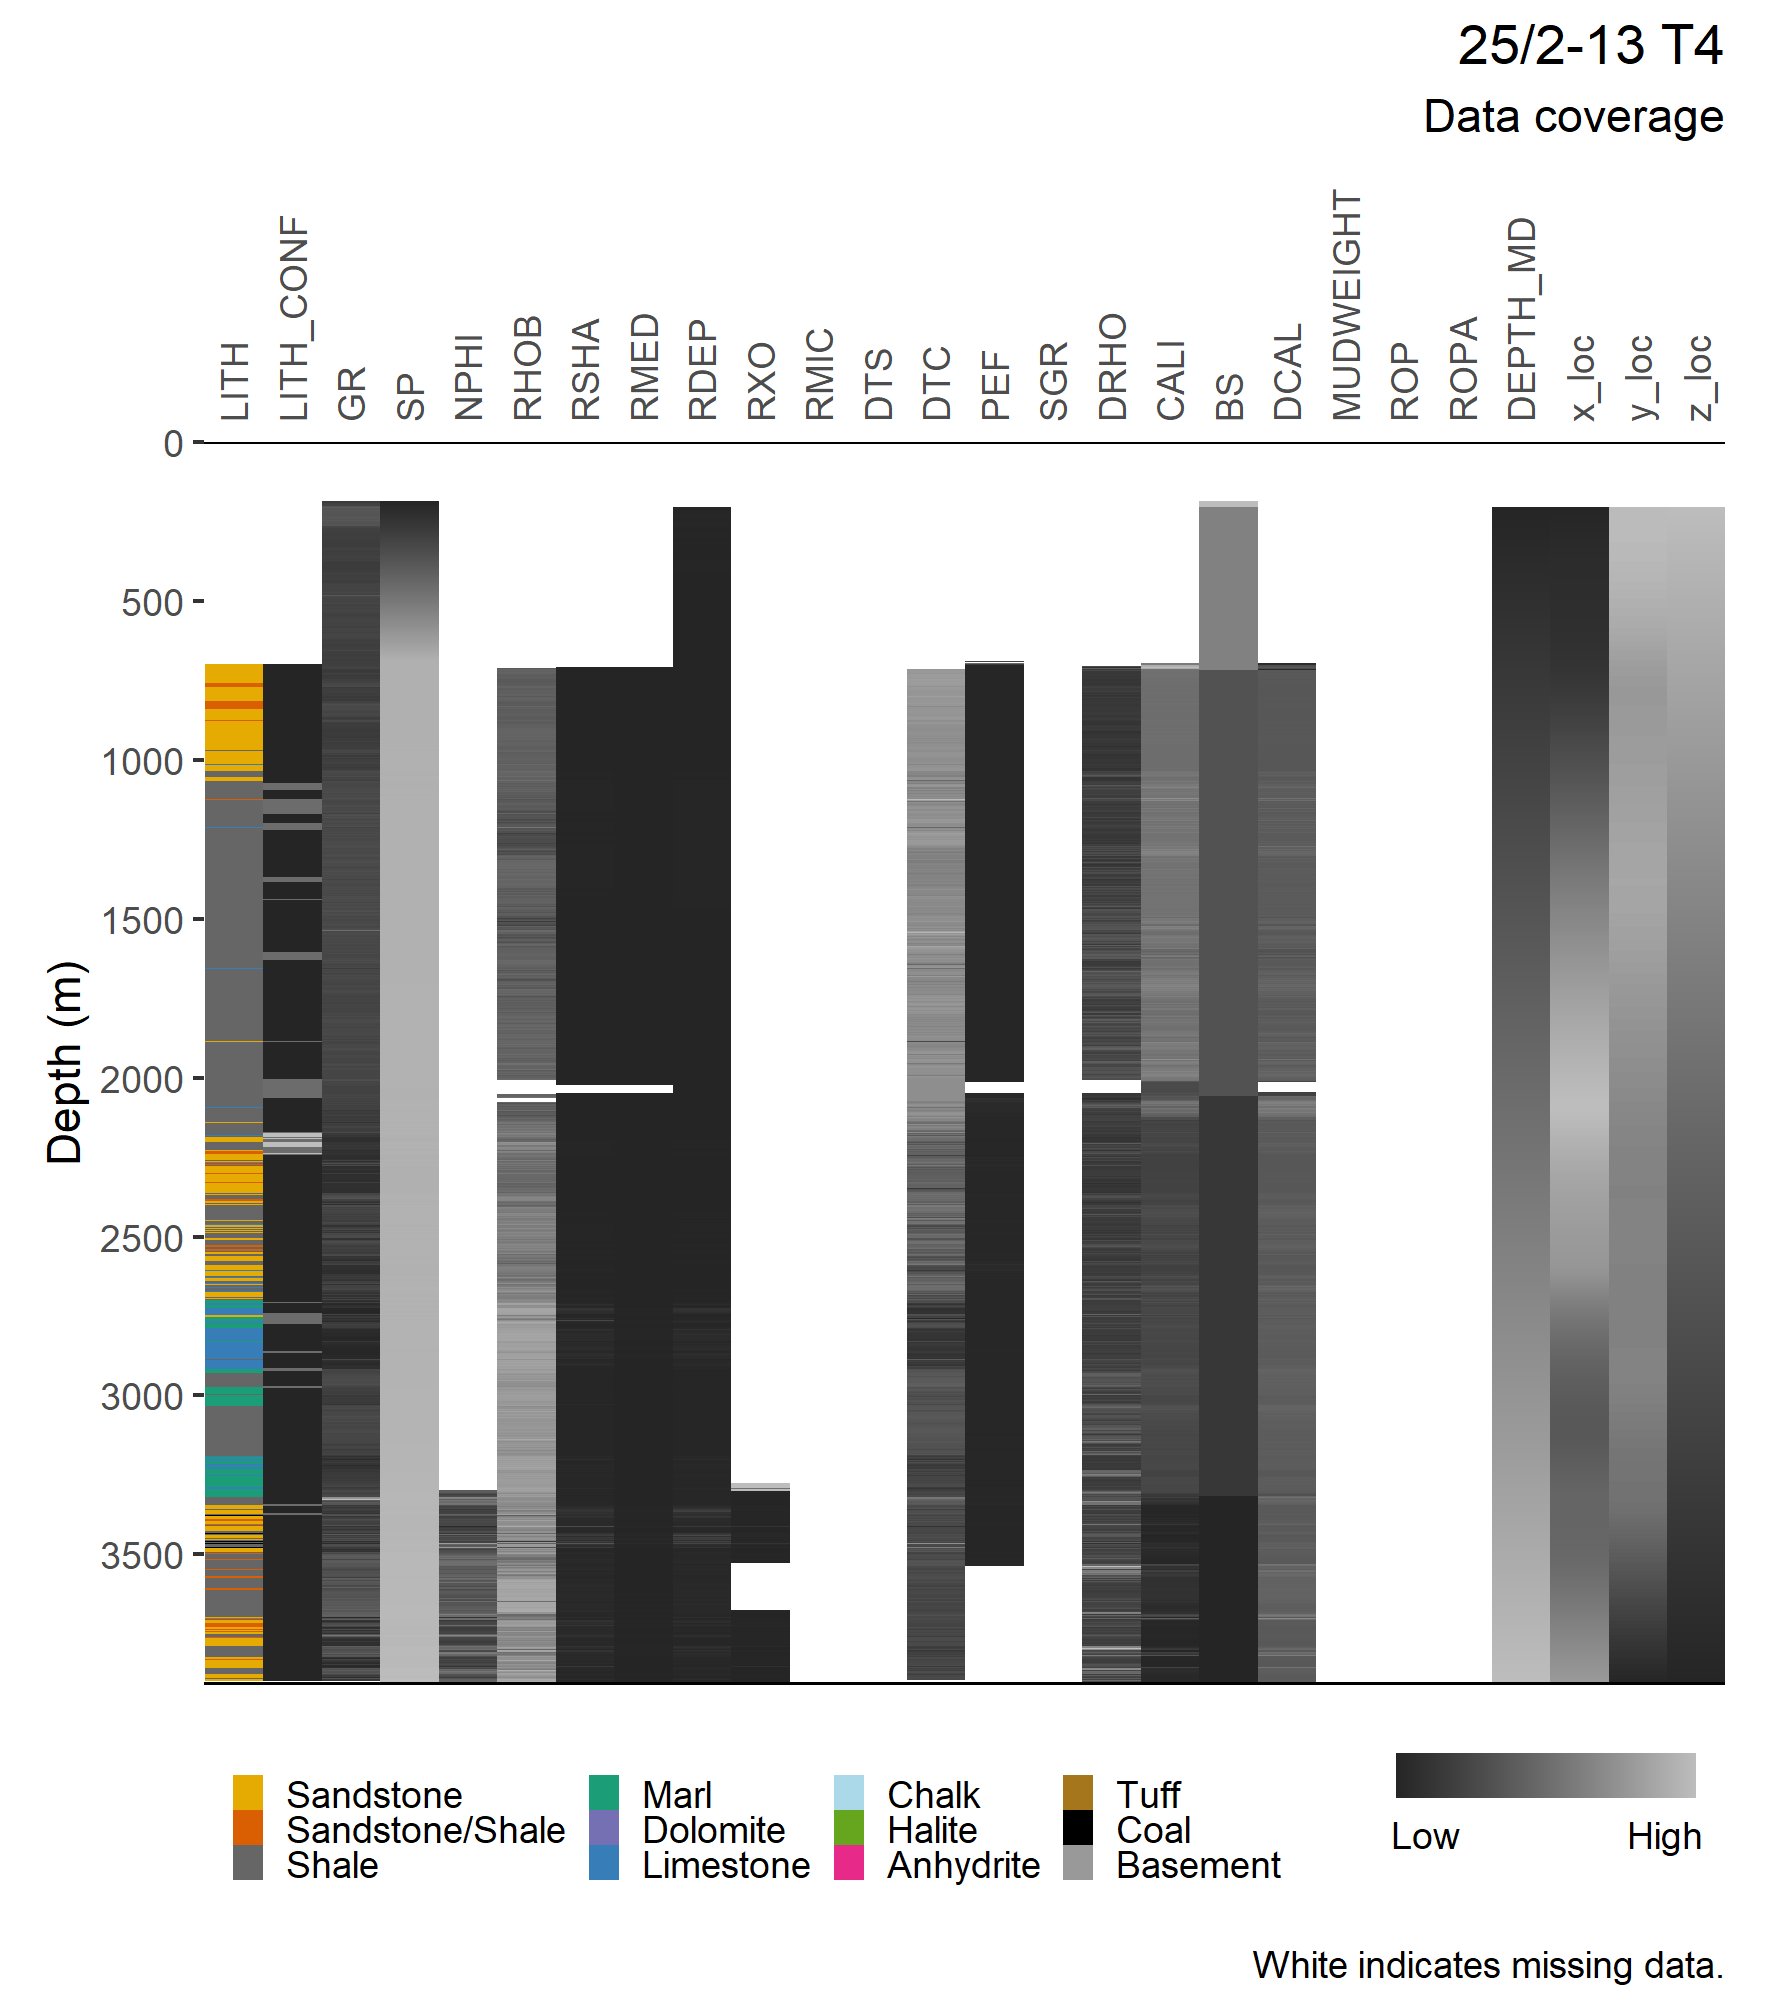 25/2-13 T4
Data coverage
LITH
LITH_CONF
GR
SP
NPHI
RHOB
RSHA
RMED
RDEP
RXO
RMIC
DTS
DTC
PEF
SGR
DRHO
CALI
BS
DCAL
MUDWEIGHT
ROP
ROPA
DEPTH_MD
x_loc
y_loc
z_loc
Depth (m)
0
500
1000
1500
2000
2500
3000
3500
Sandstone
Sandstone/Shale
Shale
Marl
Dolomite
Limestone
Chalk
Halite
Anhydrite
Tuff
Coal
Basement
Low
High
White indicates missing data.